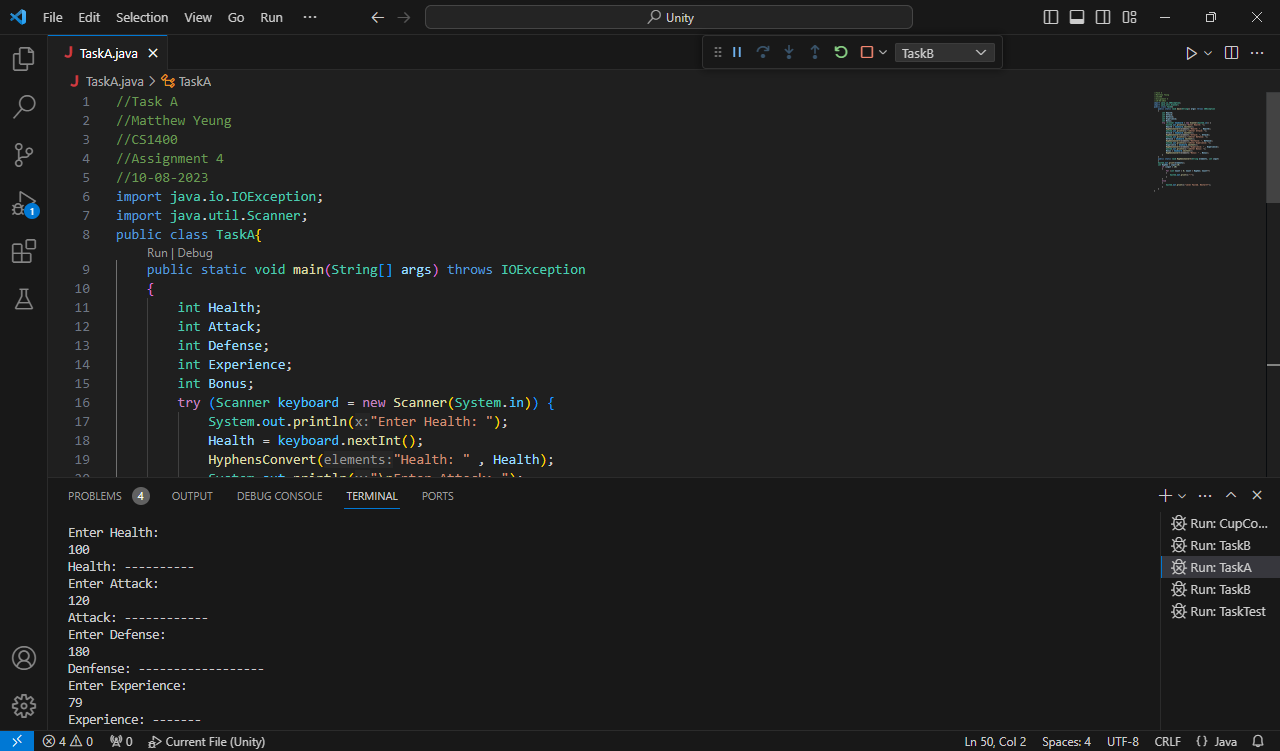 File Edit Selection View Go Run ··· Unity
TaskA.java TaskB
TaskA.java > TaskA
1 //Task A
2 //Matthew Yeung
3 //CS1400
4 //Assignment 4
5 //10-08-2023
6 import java.io.IOException;
7 import java.util.Scanner;
8 public class TaskA{
Run | Debug
9 public static void main(String[] args) throws IOException
10 {
11 int Health;
12 int Attack;
13 int Defense;
14 int Experience;
15 int Bonus;
16 try (Scanner keyboard = new Scanner(System.in)) {
17 System.out.println(x:"Enter Health: ");
18 Health = keyboard.nextInt();
19 HyphensConvert(elements:"Health: " , Health);
20 System.out.println(x:"\nEnter Attack: ");
1
PROBLEMS 4 OUTPUT DEBUG CONSOLE TERMINAL PORTS
Enter Health:
100
Health: ----------
Enter Attack:
120
Attack: ------------
Enter Defense:
180
Denfense: ------------------
Enter Experience:
79
Experience: -------
Run: CupCo...
Run: TaskB
Run: TaskA
Run: TaskB
Run: TaskTest
4 0 0 Current File (Unity) Ln 50, Col 2 Spaces: 4 UTF-8 CRLF {} Java